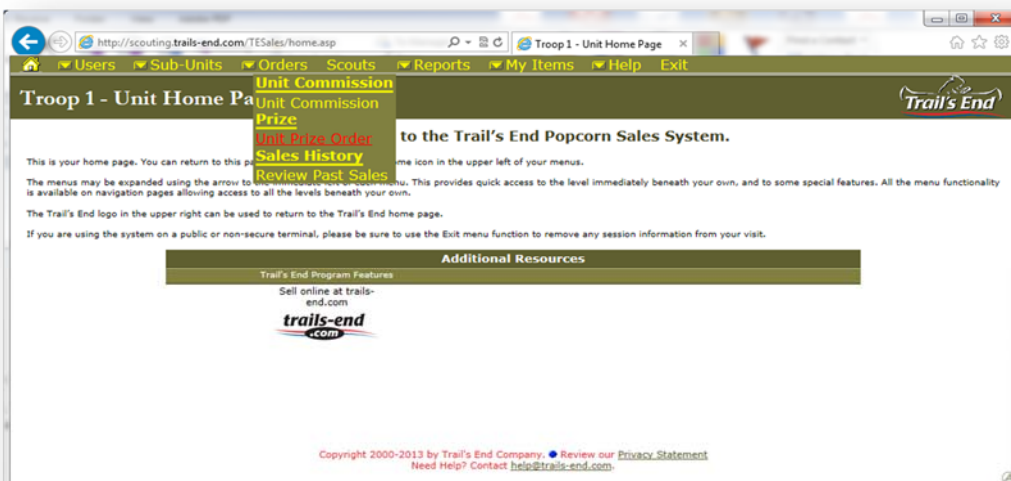 http://scouting.trails-end.com/TESales/home.asp
Troop 1 - Unit Home Page
Users Sub-Units Orders Scouts Reports My Items Help Exit
Troop 1 - Unit Home Pa
Trail's End
Unit Commission
Unit Commission
Prize
Unit Prize Order
Sales History
Review Past Sales
to the Trail's End Popcorn Sales System.
This is your home page. You can return to this pa me icon in the upper left of your menus.
The menus may be expanded using the arrow to the immediate left of each menu. This provides quick access to the level immediately beneath your own, and to some special features. All the menu functionality
is available on navigation pages allowing access to all the levels beneath your own.
The Trail's End logo in the upper right can be used to return to the Trail's End home page.
If you are using the system on a public or non-secure terminal, please be sure to use the Exit menu function to remove any session information from your visit.
Additional Resources
Trail's End Program Features
Sell online at trails-
end.com
trails-end
.com
Copyright 2000-2013 by Trail's End Company. Review our Privacy Statement
Need Help? Contact help@trails-end.com.